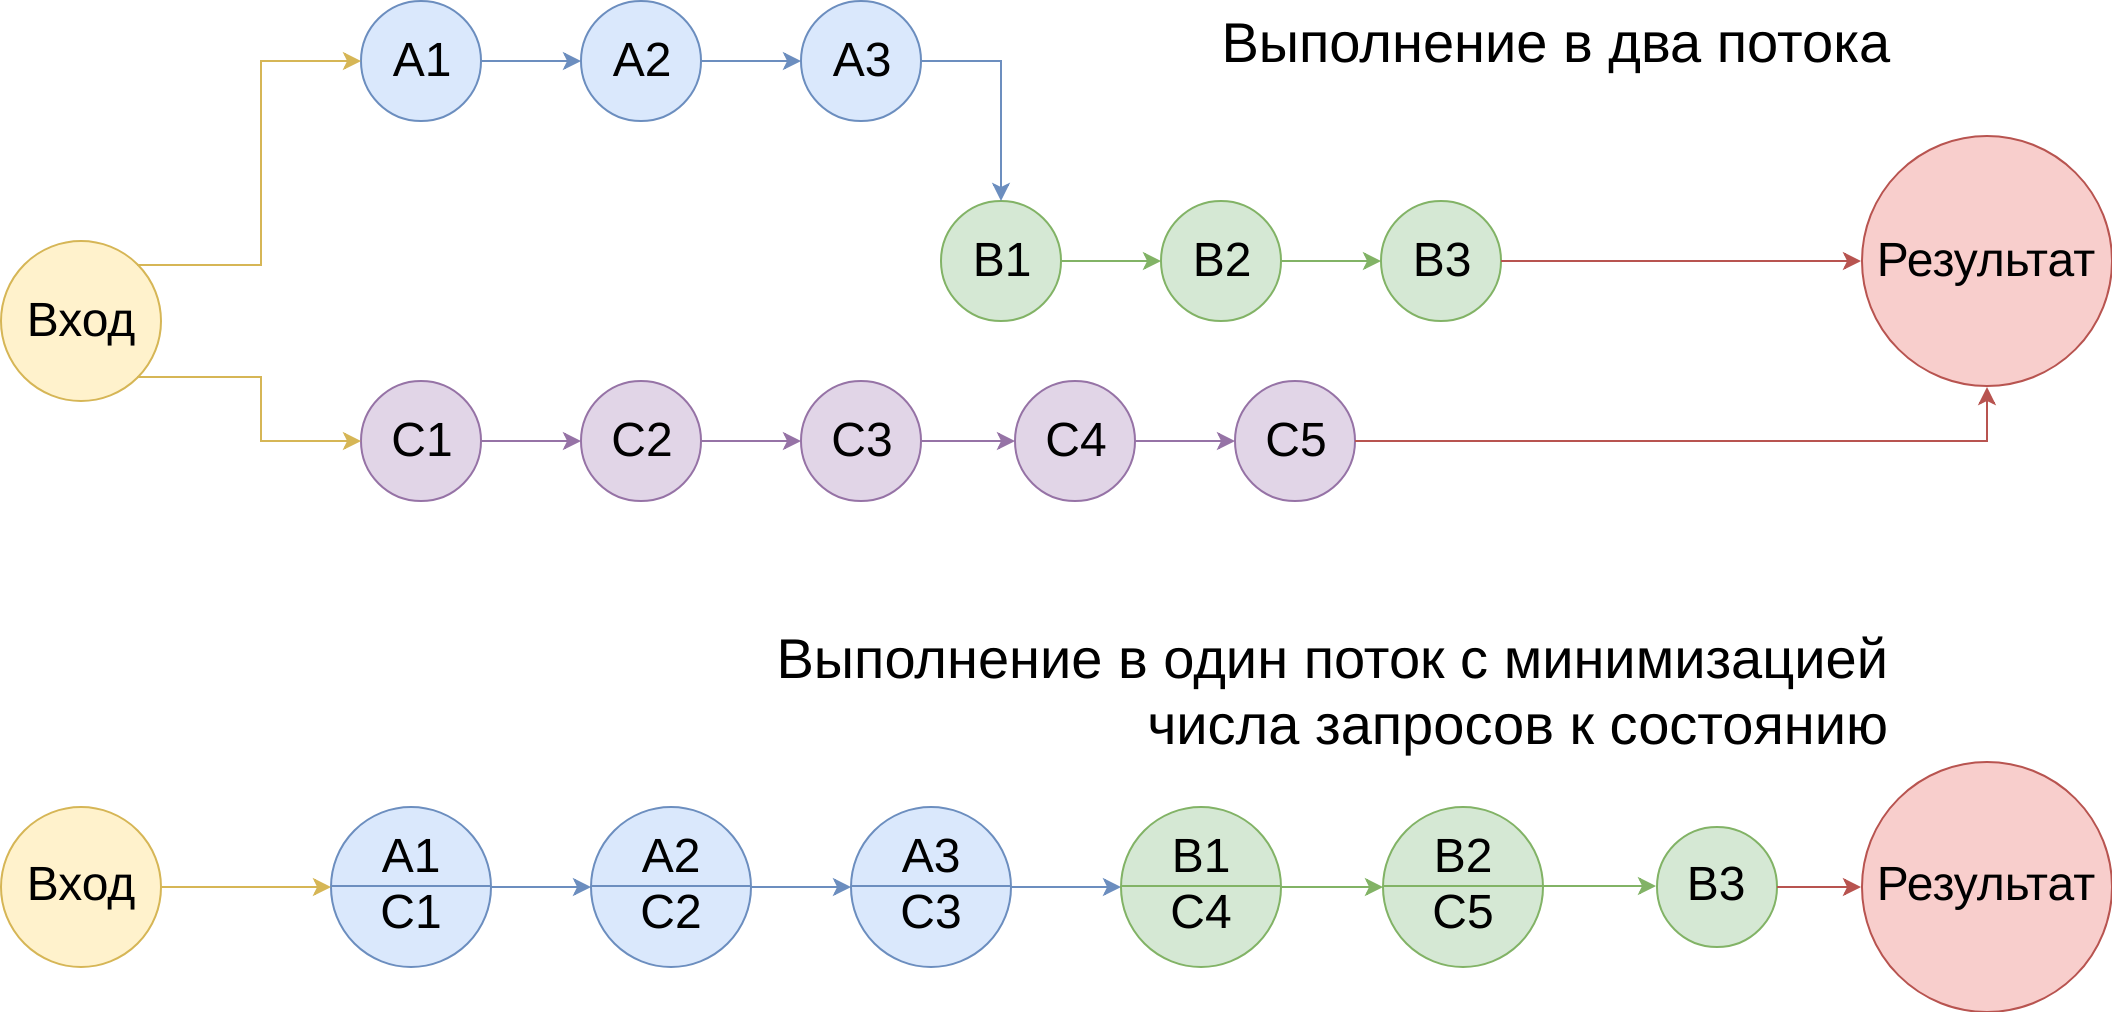 A1
A2
A3
Выполнение в два потока
B1
B2
B3
Результат
Вход
C1
C2
C3
C4
C5
Выполнение в один поток с минимизацией
числа запросов к состоянию
Вход
A1
C1
A2
C2
A3
C3
B1
C4
B2
C5
B3
Результат